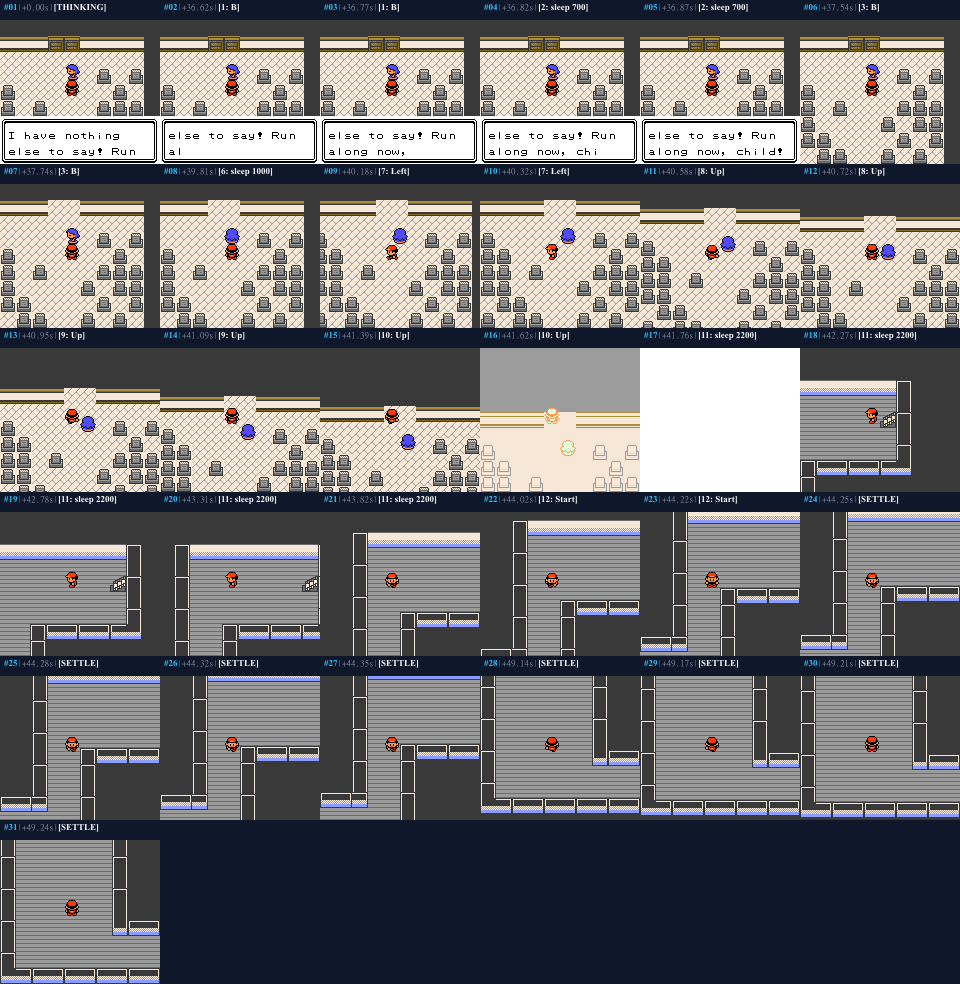 #01|+0.00s|[THINKING]
#02|+36.62s|[1: B]
#03|+36.77s|[1: B]
#04|+36.82s|[2: sleep 700]
#05|+36.87s|[2: sleep 700]
#06|+37.54s|[3: B]
I have nothing
else to say! Run
else to say! Run
al
else to say! Run
along now,
else to say! Run
along now, chi
else to say! Run
along now, child!
#07|+37.74s|[3: B]
#08|+39.81s|[6: sleep 1000]
#09|+40.18s|[7: Left]
#10|+40.32s|[7: Left]
#11|+40.58s|[8: Up]
#12|+40.72s|[8: Up]
#13|+40.95s|[9: Up]
#14|+41.09s|[9: Up]
#15|+41.39s|[10: Up]
#16|+41.62s|[10: Up]
#17|+41.76s|[11: sleep 2200]
#18|+42.27s|[11: sleep 2200]
#19|+42.78s|[11: sleep 2200]
#20|+43.31s|[11: sleep 2200]
#21|+43.51s|[11: sleep 2200]
#22|+44.02s|[12: Start]
#23|+44.22s|[12: Start]
#24|+44.25s|[SETTLE]
#25|+44.28s|[SETTLE]
#26|+44.32s|[SETTLE]
#27|+44.35s|[SETTLE]
#28|+49.14s|[SETTLE]
#29|+49.17s|[SETTLE]
#30|+49.21s|[SETTLE]
#31|+49.24s|[SETTLE]